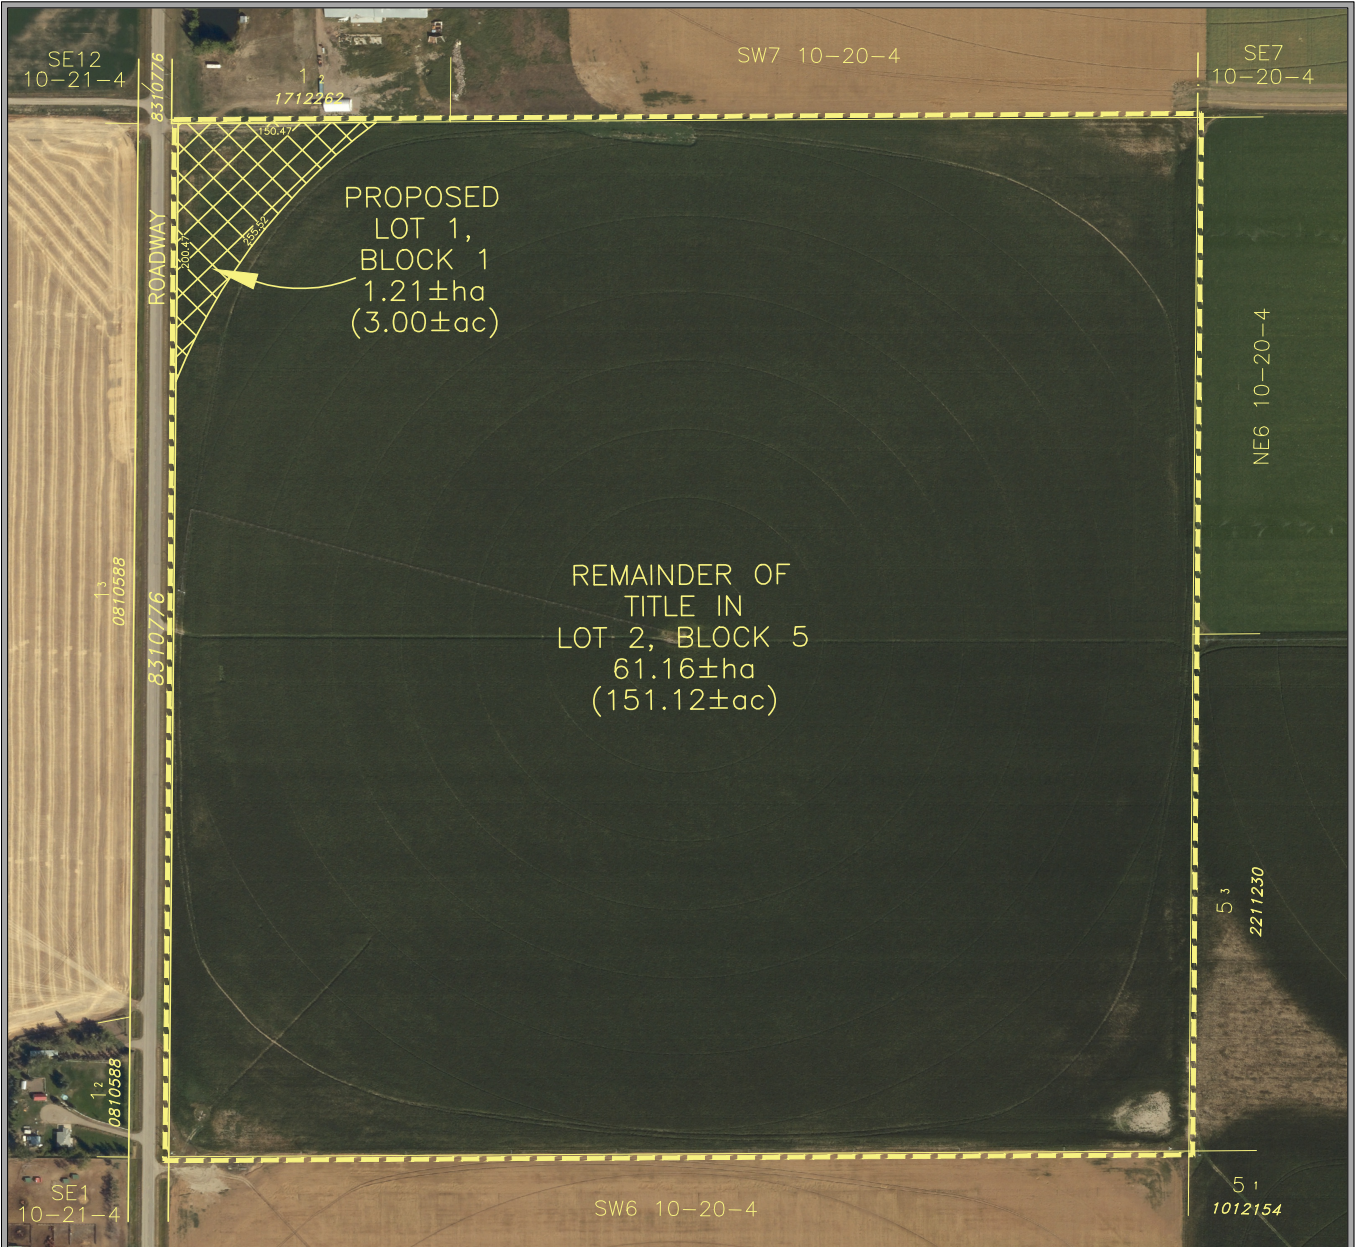 SE12
10-21-4
8310776
1 2
1712262
SW7 10-20-4
SE7
10-20-4
150.47
200.47
255.52
PROPOSED
LOT 1,
BLOCK 1
1.21±ha
(3.00±ac)
ROADWAY
NE6 10-20-4
1 3
0810588
8310776
REMAINDER OF
TITLE IN
LOT 2, BLOCK 5
61.16±ha
(151.12±ac)
5 3
2211230
1 2
0810588
SE1
10-21-4
SW6 10-20-4
5 1
1012154